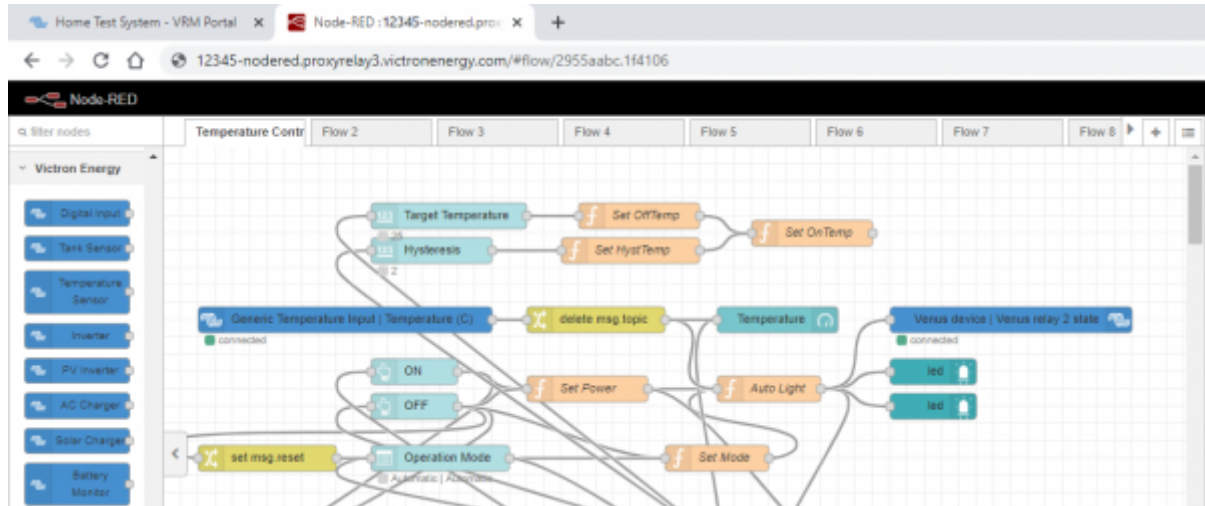 Home Test System - VRM Portal
Node-RED : 12345-nodered.prox
12345-nodered.proxyrelay3.victronenergy.com/#flow/2955aabc.1f4106
Node-RED
filter nodes
Temperature Contr
Flow 2
Flow 3
Flow 4
Flow 5
Flow 6
Flow 7
Flow 8
Victron Energy
Digital Input
Tank Sensor
Temperature
Sensor
Inverter
PV Inverter
AC Charger
Solar Charger
Battery
Monitor
Target Temperature
Set OffTemp
Set OnTemp
Hysteresis
Set HystTemp
2
Generic Temperature Input | Temperature (C)
connected
delete msg.topic
Temperature
Venus device | Venus relay 2 state
connected
ON
led
Set Power
Auto Light
OFF
led
set msg.reset
Operation Mode
Set Mode
Automatic | Automatic